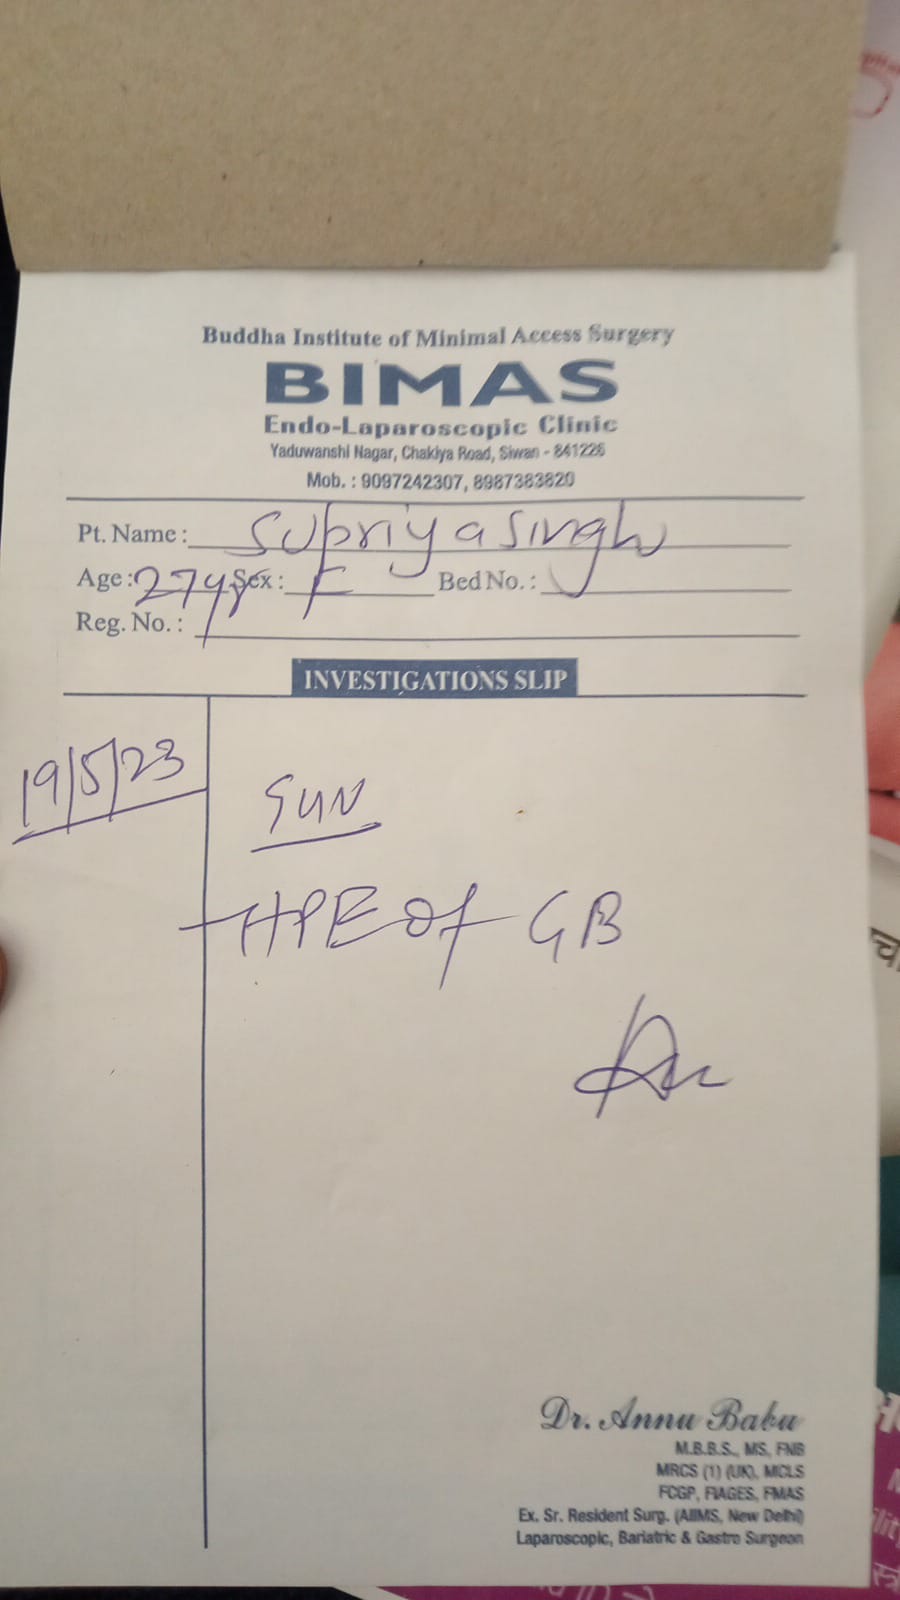 Buddha Institute of Minimal Access Surgery
BIMAS
Endo-Laparoscopic Clinic
Yaduwanshi Nagar, Chakiya Road, Siwan - 841226
Mob. : 9097242307, 8987383820
Pt. Name : Supriya Singh
Age : 27yr Sex : F Bed No. :
Reg. No. :
INVESTIGATIONS SLIP
19/5/23
HPE of GB
Dr. Annu Babu
M.B.B.S., MS, FNB
MRCS (1) (UK), MCLS
FCGP, FIAGES, FMAS
Ex. Sr. Resident Surg. (AIIMS, New Delhi)
Laparoscopic, Bariatric & Gastro Surgeon